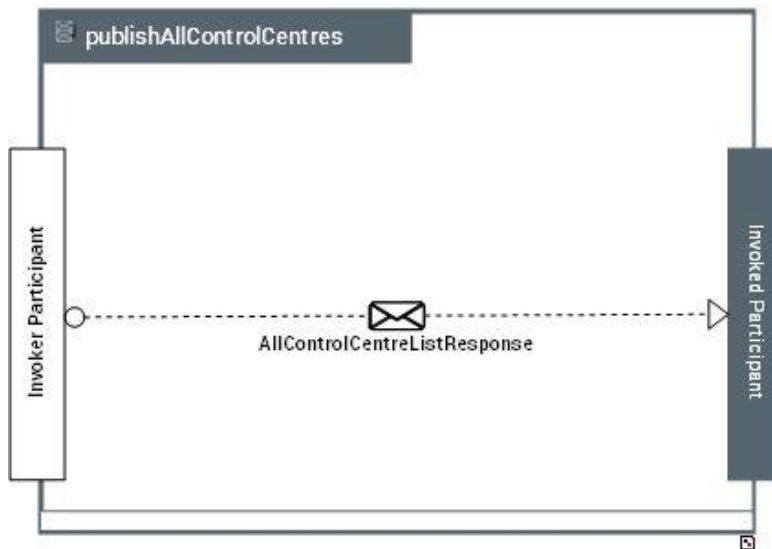 publishAllControlCentres
Invoker Participant
AllControlCentreListResponse
Invoked Participant